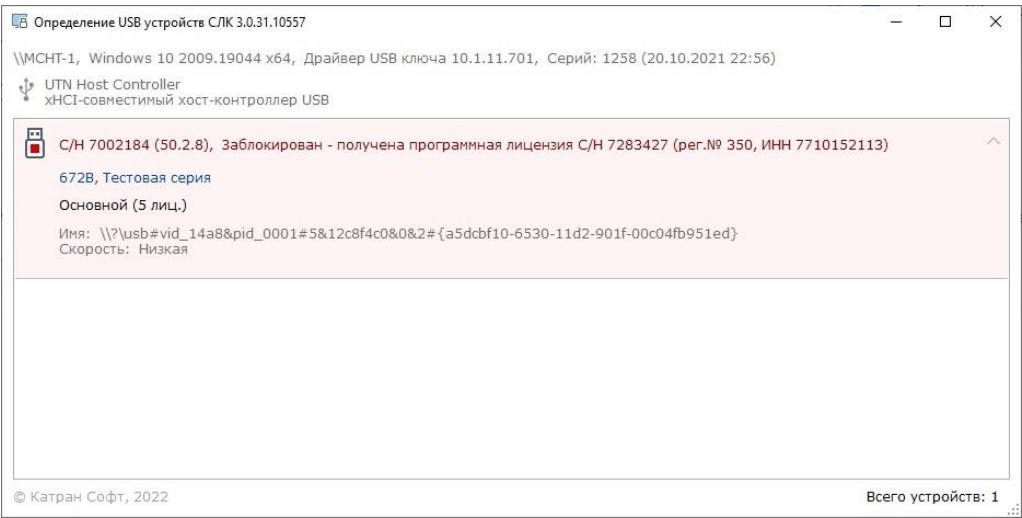 Определение USB устройств СЛК 3.0.31.10557
\\MCHT-1, Windows 10 2009.19044 x64, Драйвер USB ключа 10.1.11.701, Серий: 1258 (20.10.2021 22:56)
UTN Host Controller
xHCI-совместимый хост-контроллер USB
С/Н 7002184 (50.2.8), Заблокирован - получена программная лицензия С/Н 7283427 (рег.№ 350, ИНН 7710152113)
672B, Тестовая серия
Основной (5 лиц.)
Имя: \\?\usb#vid_14a8&pid_0001#5&12c8f4c0&0&2#{a5dcbf10-6530-11d2-901f-00c04fb951ed}
Скорость: Низкая
© Катран Софт, 2022
Всего устройств: 1